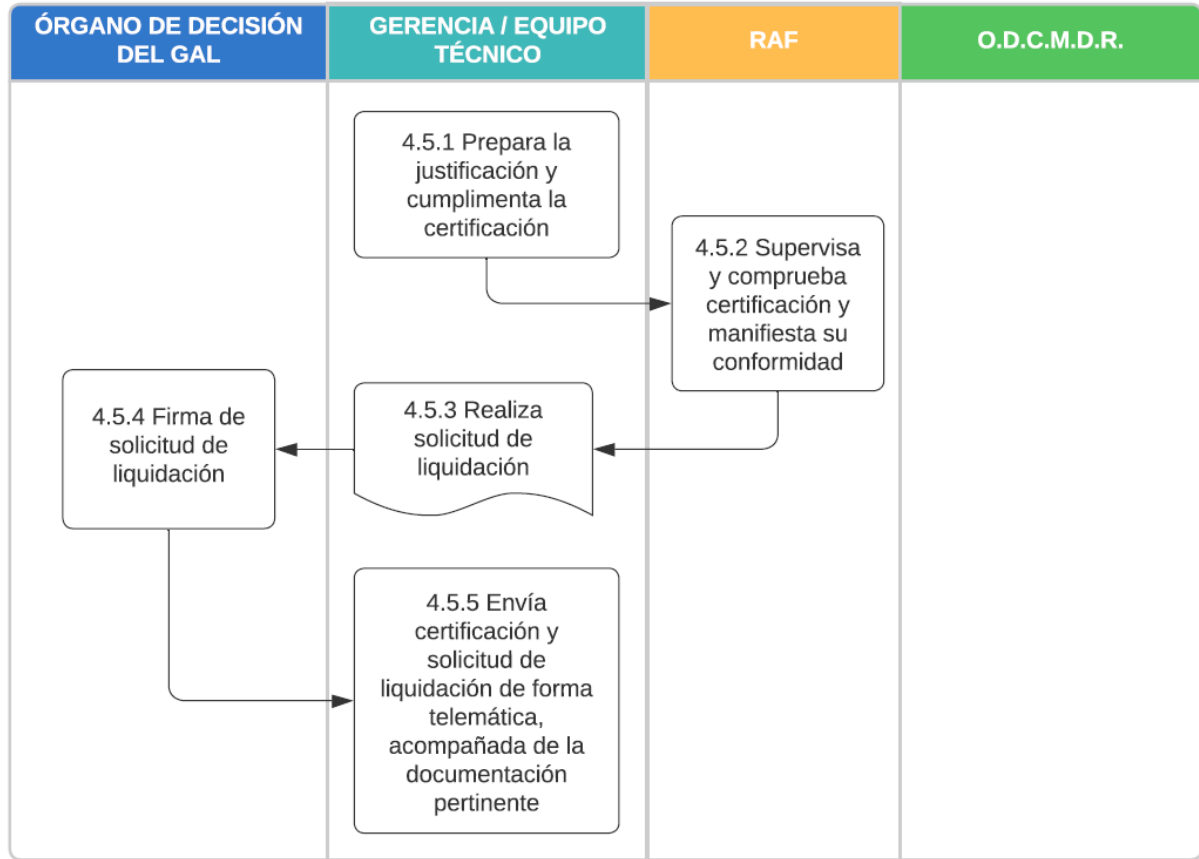 ÓRGANO DE DECISIÓN
DEL GAL
GERENCIA / EQUIPO
TÉCNICO
RAF
O.D.C.M.D.R.
4.5.1 Prepara la
justificación y
cumplimenta la
certificación
4.5.2 Supervisa
y comprueba
certificación y
manifiesta su
conformidad
4.5.3 Realiza
solicitud de
liquidación
4.5.4 Firma de
solicitud de
liquidación
4.5.5 Envía
certificación y
solicitud de
liquidación de forma
telemática,
acompañada de la
documentación
pertinente